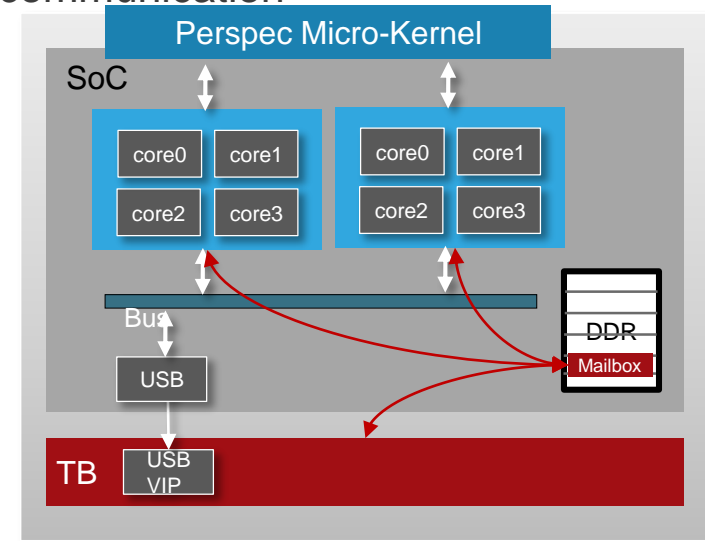 communication
Perspec Micro-Kernel
SoC
core0
core1
core2
core3
core0
core1
core2
core3
Bus
DDR
Mailbox
USB
TB
USB
VIP